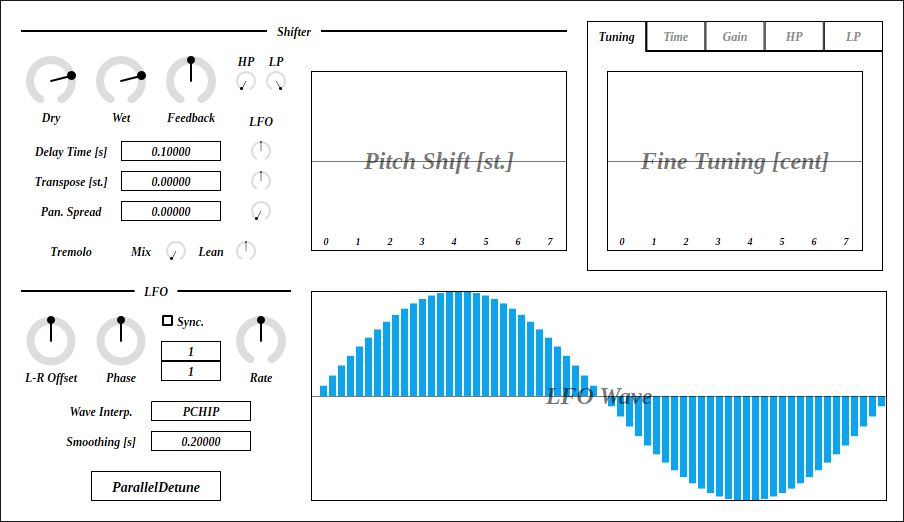 Shifter
Tuning Time Gain HP LP
HP LP
Dry Wet Feedback
LFO
Delay Time [s] 0.10000
Transpose [st.] 0.00000
Pan. Spread 0.00000
Tremolo Mix Lean
Pitch Shift [st.]
0 1 2 3 4 5 6 7
Fine Tuning [cent]
0 1 2 3 4 5 6 7
LFO
Sync.
1
1
L-R Offset Phase Rate
Wave Interp. PCHIP
Smoothing [s] 0.20000
ParallelDetune
LFO Wave